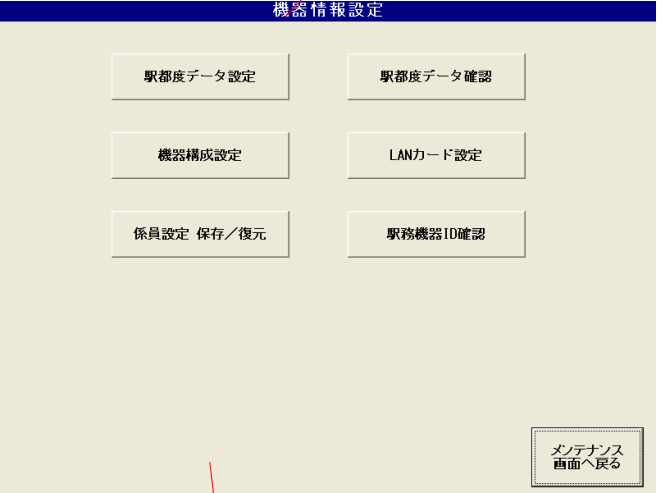 機器情報設定
駅都度データ設定
駅都度データ確認
機器構成設定
LANカード設定
係員設定 保存／復元
駅務機器ID確認
メンテナンス
画面へ戻る